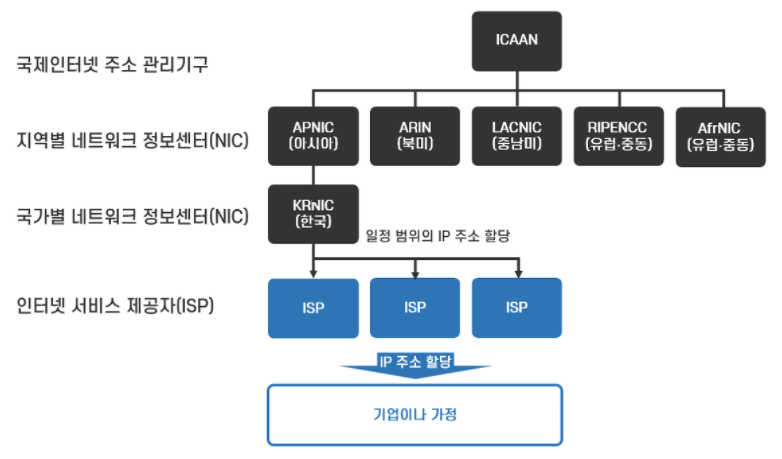 ICAAN
국제인터넷 주소 관리기구
지역별 네트워크 정보센터(NIC)
APNIC
(아시아)
ARIN
(북미)
LACNIC
(중남미)
RIPENCC
(유럽·중동)
AfrNIC
(유럽·중동)
국가별 네트워크 정보센터(NIC)
KRNIC
(한국)
일정 범위의 IP 주소 할당
인터넷 서비스 제공자(ISP)
ISP
ISP
ISP
IP 주소 할당
기업이나 가정